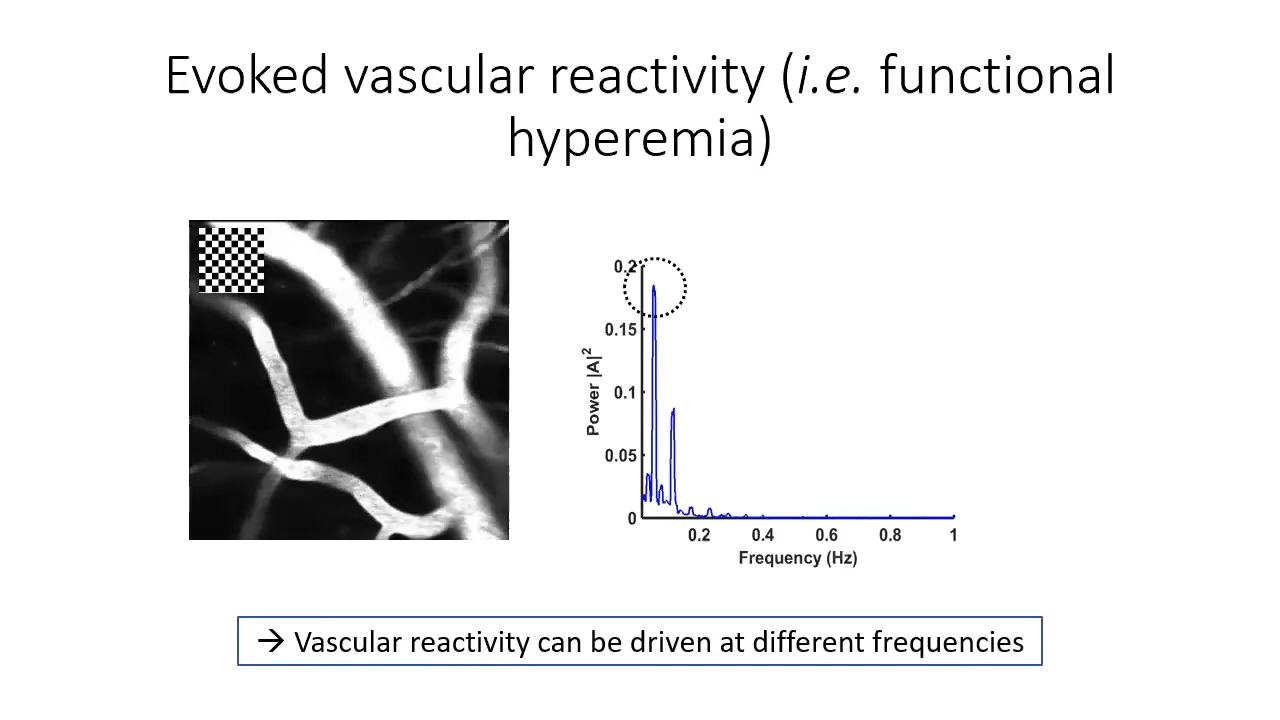 Evoked vascular reactivity (i.e. functional
hyperemia)
0.2
0.15
0.1
0.05
0
Power |A|²
0.2 0.4 0.6 0.8 1
Frequency (Hz)
→ Vascular reactivity can be driven at different frequencies